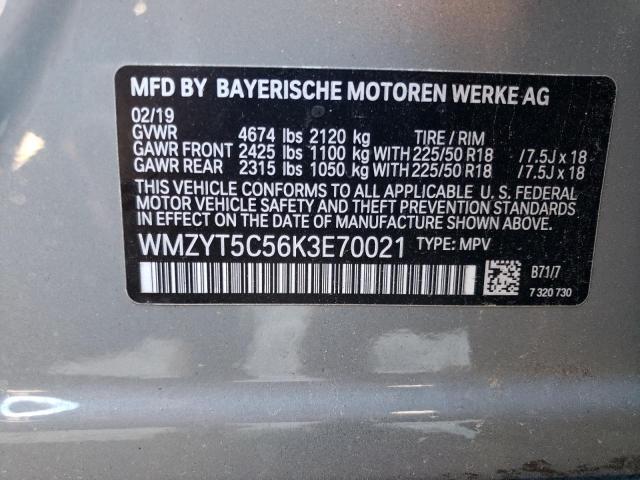 MFD BY BAYERISCHE MOTOREN WERKE AG
02/19
GVWR 4674 lbs 2120 kg TIRE / RIM
GAWR FRONT 2425 lbs 1100 kg WITH 225/50 R18 /7.5J x 18
GAWR REAR 2315 lbs 1050 kg WITH 225/50 R18 /7.5J x 18
THIS VEHICLE CONFORMS TO ALL APPLICABLE U. S. FEDERAL
MOTOR VEHICLE SAFETY AND THEFT PREVENTION STANDARDS
IN EFFECT ON THE DATE OF MANUFACTURE SHOWN ABOVE.
WMZYT5C56K3E70021 TYPE: MPV
B71/7
7 320 730